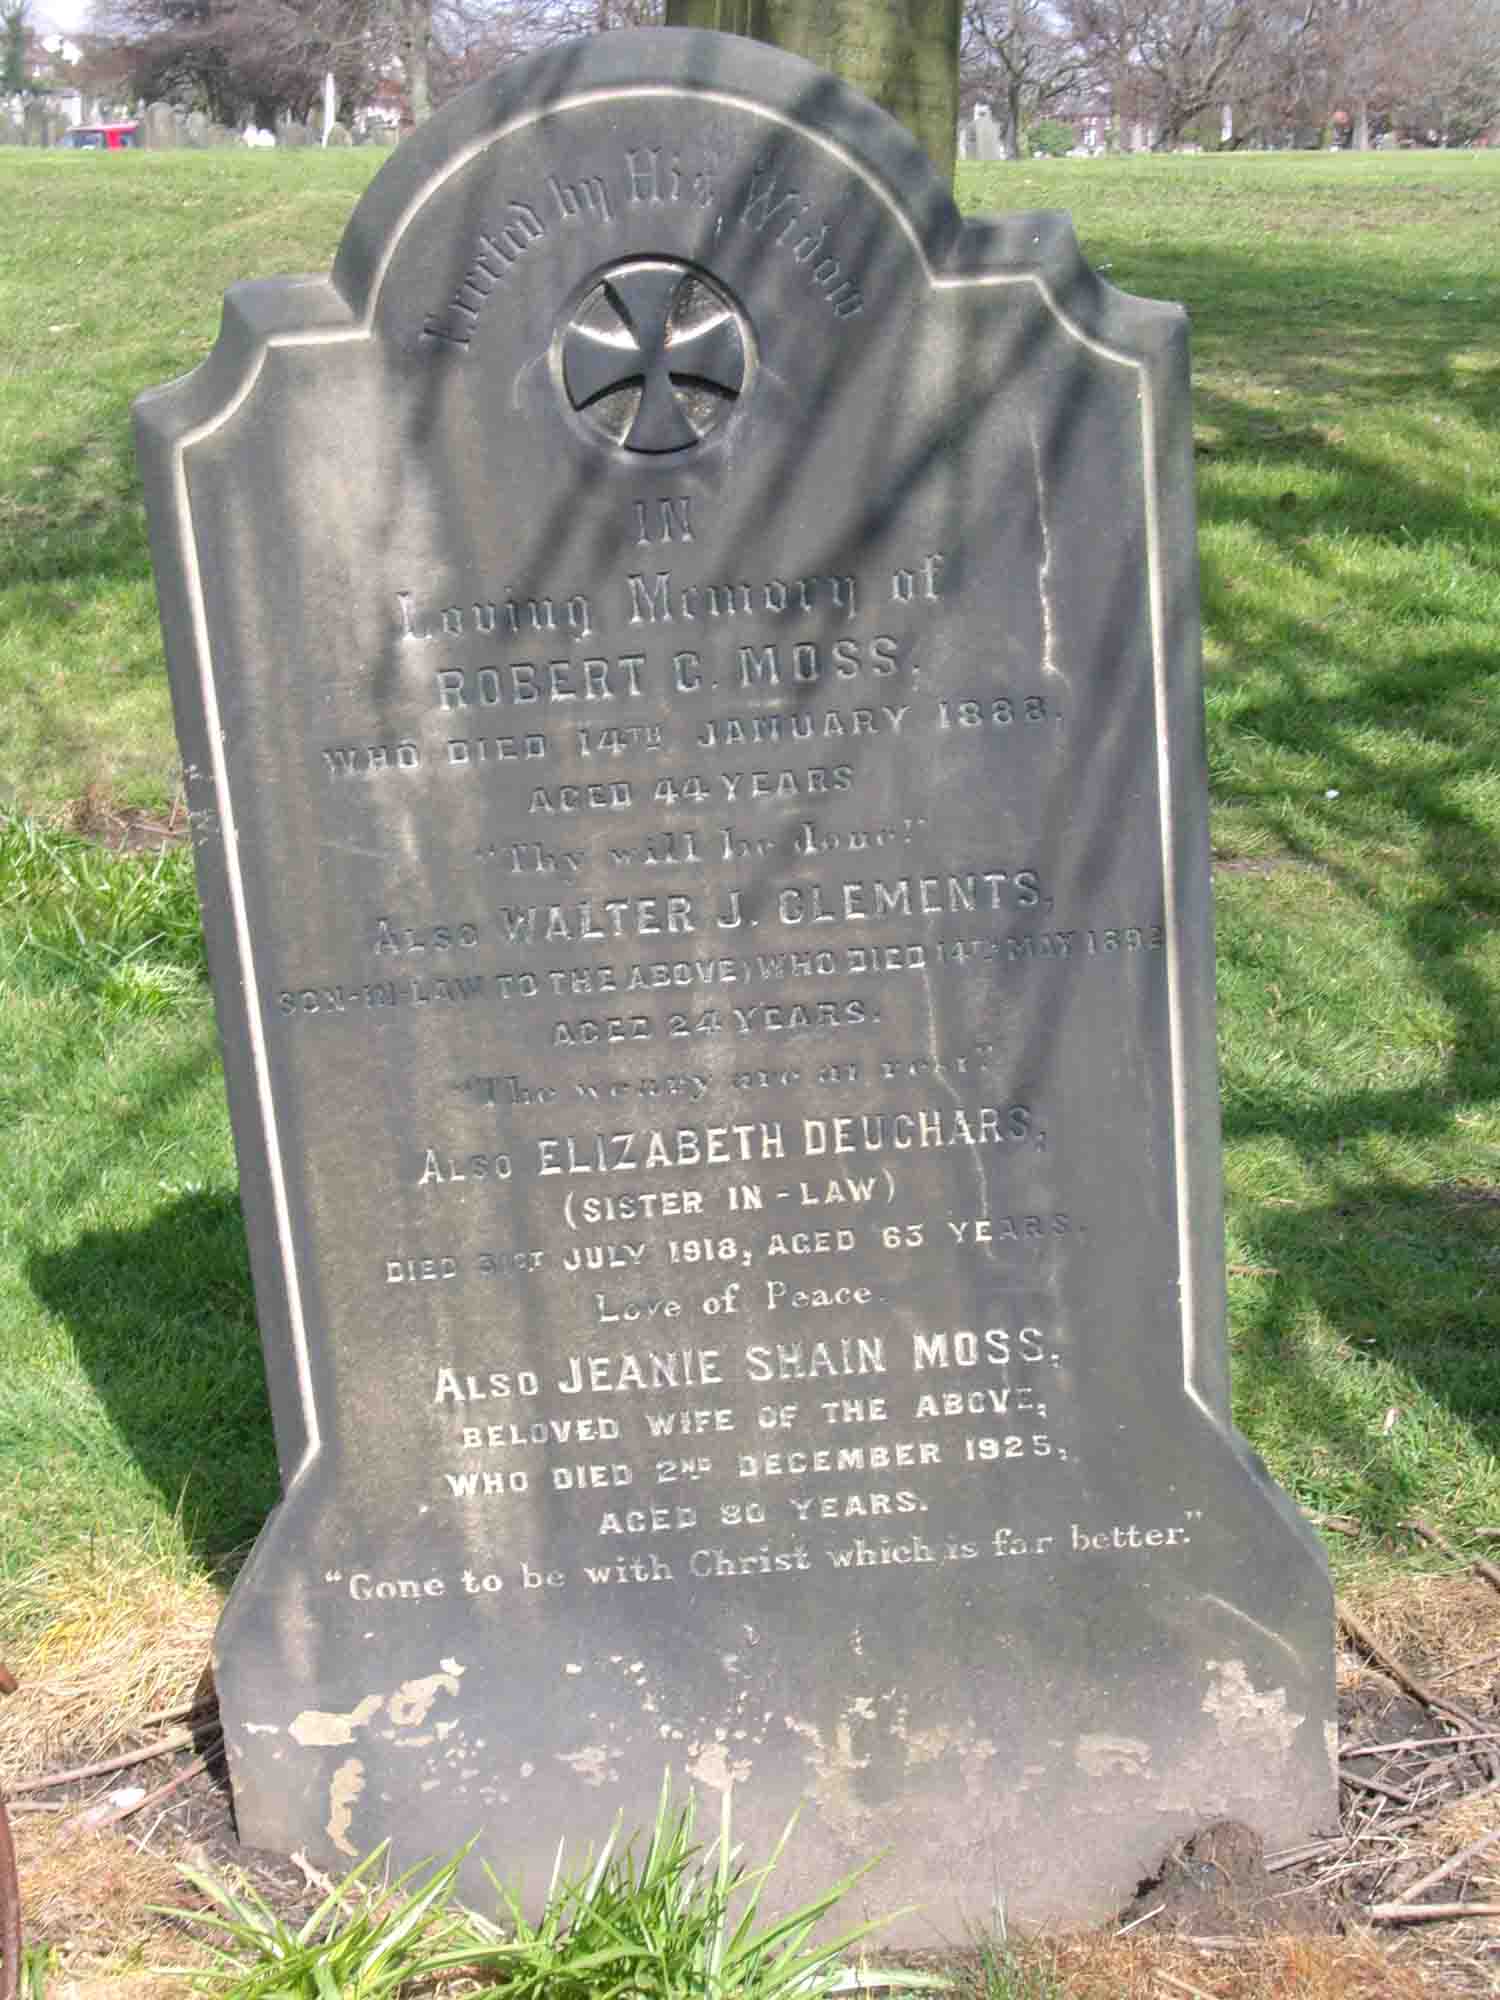 Erected by His Widow
IN
Loving Memory of
ROBERT C. MOSS,
WHO DIED 14TH JANUARY 1888.
AGED 44 YEARS
"Thy will be done!"
ALSO WALTER J. CLEMENTS,
SON-IN-LAW TO THE ABOVE) WHO DIED 14TH MAY
AGED 24 YEARS.
"The weary are at rest"
ALSO ELIZABETH DEUCHARS,
(SISTER IN-LAW)
DIED 31ST JULY 1918, AGED 63 YEARS.
Love of Peace.
ALSO JEANIE SHAIN MOSS,
BELOVED WIFE OF THE ABOVE,
WHO DIED 2ND DECEMBER 1925,
AGED 80 YEARS.
"Gone to be with Christ which is far better."